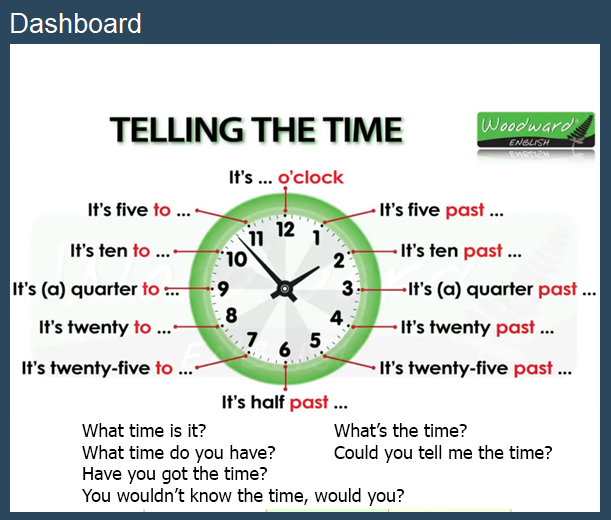 Dashboard
TELLING THE TIME
Woodward®
ENGLISH
It's ... o'clock
It's five to ...
It's five past ...
It's ten to ...
It's ten past ...
It's (a) quarter to ...
It's (a) quarter past ...
It's twenty to ...
It's twenty past ...
It's twenty-five to ...
It's twenty-five past ...
It's half past ...
12
1
2
3
4
5
6
7
8
9
10
11
What time is it?
What's the time?
What time do you have?
Could you tell me the time?
Have you got the time?
You wouldn't know the time, would you?